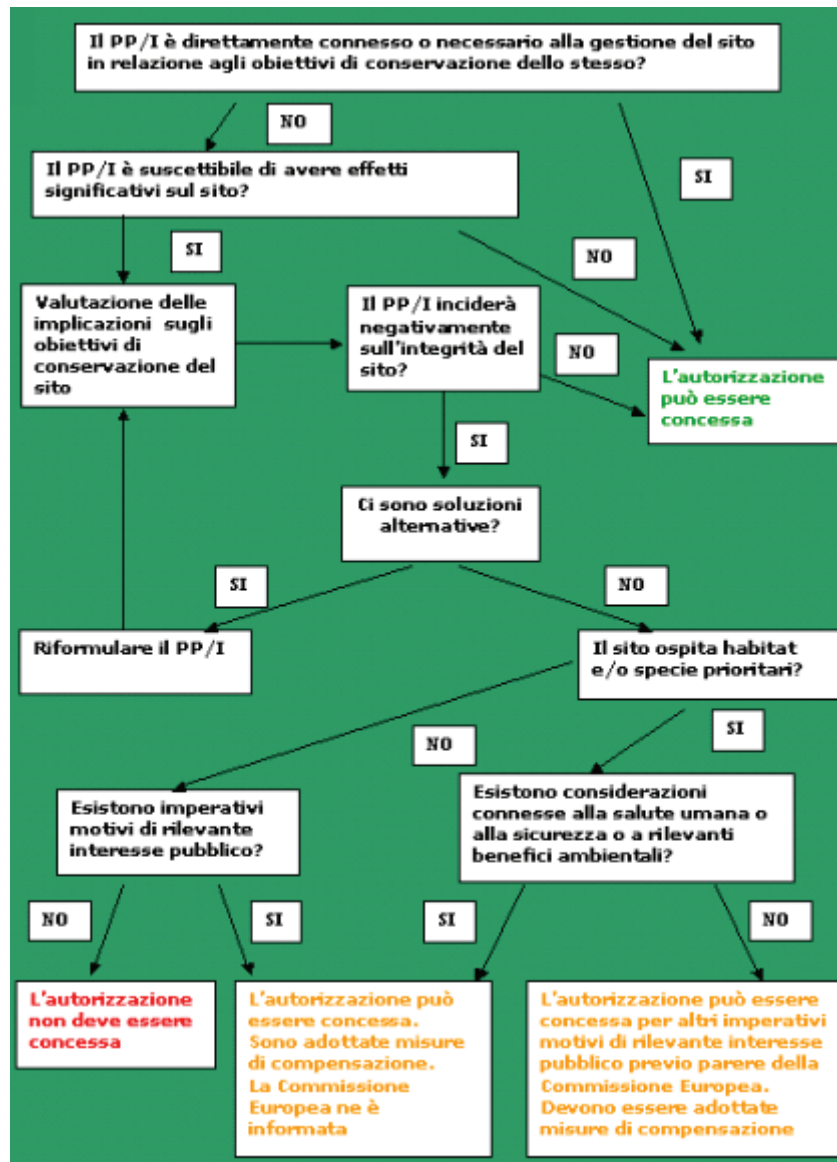 Il PP/I è direttamente connesso o necessario alla gestione del sito
in relazione agli obiettivi di conservazione dello stesso?
NO
SI
Il PP/I è suscettibile di avere effetti
significativi sul sito?
SI
NO
Valutazione delle
implicazioni sugli
obiettivi di
conservazione del
sito
Il PP/I inciderà
negativamente
sull'integrità del
sito?
NO
L'autorizzazione
può essere
concessa
SI
Ci sono soluzioni
alternative?
SI
NO
Riformulare il PP/I
Il sito ospita habitat
e/o specie prioritari?
NO
SI
Esistono imperativi
motivi di rilevante
interesse pubblico?
Esistono considerazioni
connesse alla salute umana o
alla sicurezza o a rilevanti
benefici ambientali?
NO
SI
SI
NO
L'autorizzazione
non deve essere
concessa
L'autorizzazione può
essere concessa.
Sono adottate misure
di compensazione.
La Commissione
Europea ne è
informata
L'autorizzazione può essere
concessa per altri imperativi
motivi di rilevante interesse
pubblico previo parere della
Commissione Europea.
Devono essere adottate
misure di compensazione